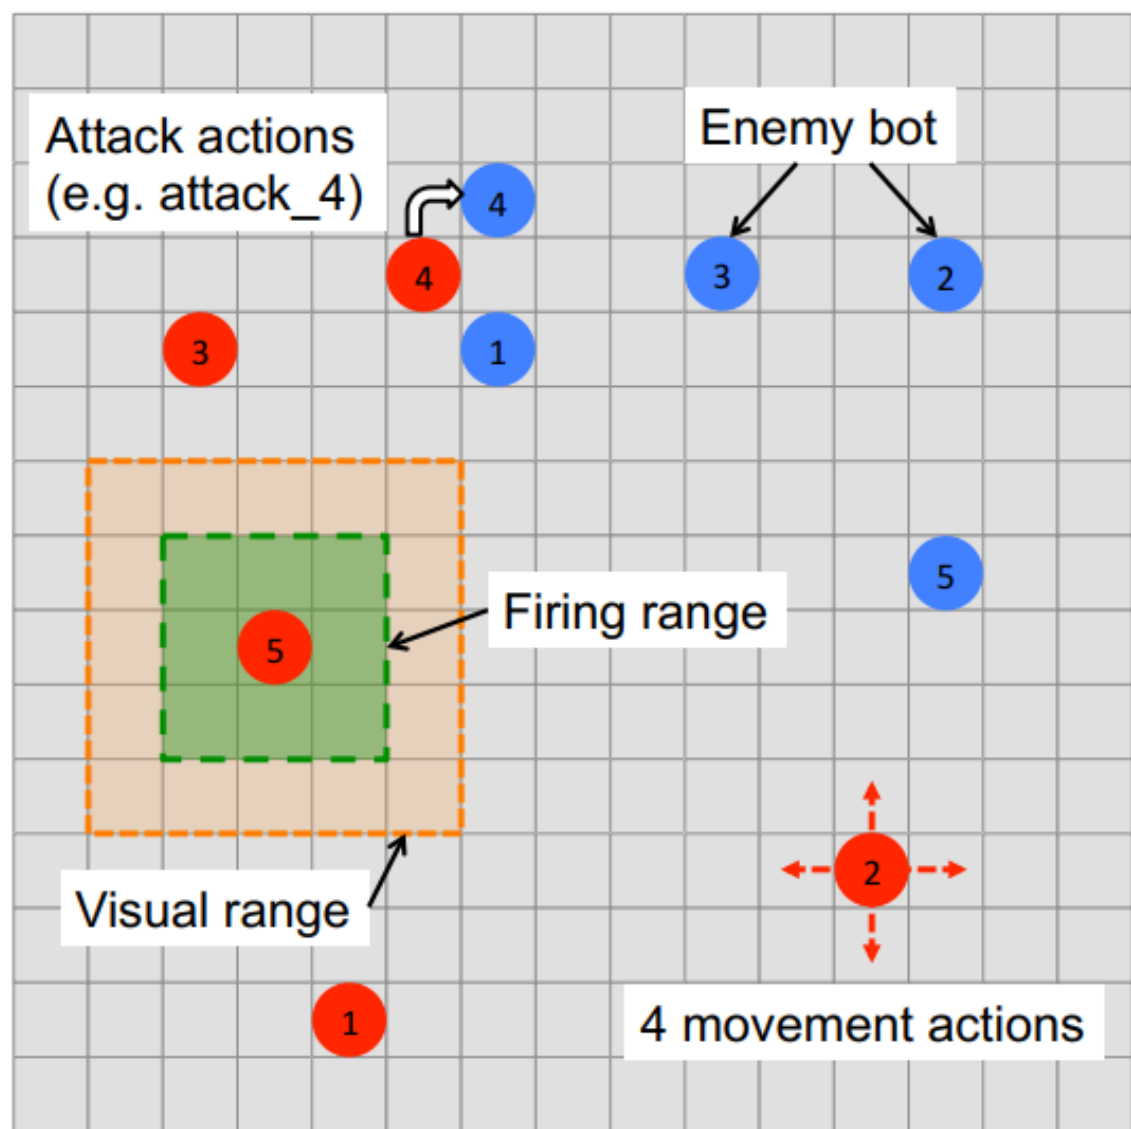 Attack actions
(e.g. attack_4)
Enemy bot
4
4
3
2
3
1
5
Firing range
5
2
Visual range
1
4 movement actions